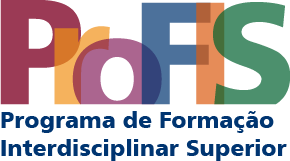 ProFIS
Programa de Formação
Interdisciplinar Superior